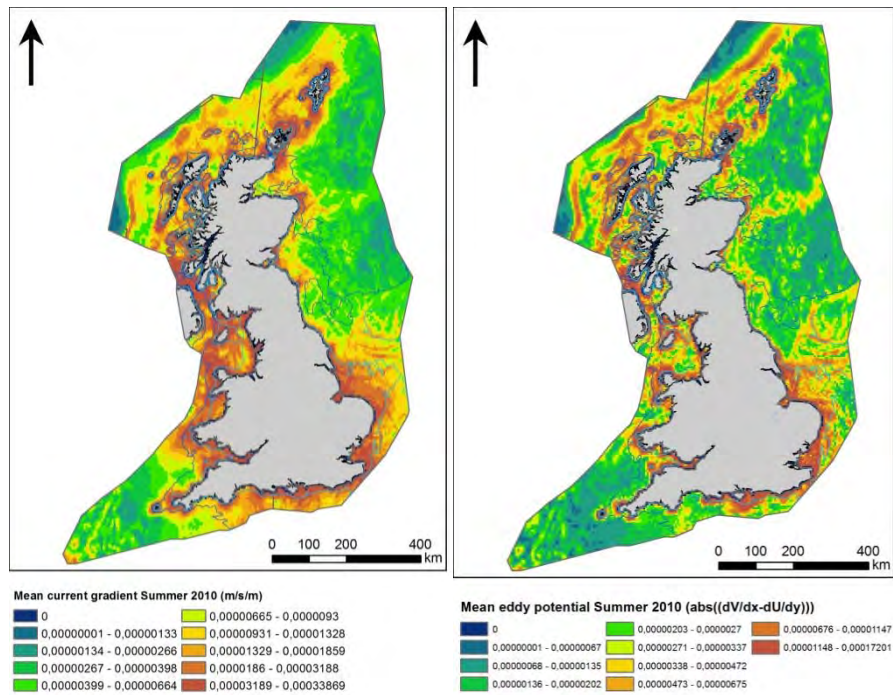 0 200 400
km
0 200 400
km
Mean current gradient Summer 2010 (m/s/m)
0
0,00000665 - 0,0000093
0,00000001 - 0,00000133
0,00000931 - 0,00001328
0,00000134 - 0,00000266
0,00001329 - 0,00001859
0,00000267 - 0,00000398
0,0000186 - 0,00003188
0,00000399 - 0,00000664
0,00003189 - 0,00033869
Mean eddy potential Summer 2010 (abs((dV/dx-dU/dy)))
0
0,00000203 - 0,0000027
0,00000676 - 0,00001147
0,00000001 - 0,00000067
0,00000271 - 0,00000337
0,00001148 - 0,00017201
0,00000068 - 0,00000135
0,00000338 - 0,00000472
0,00000136 - 0,00000202
0,00000473 - 0,00000675